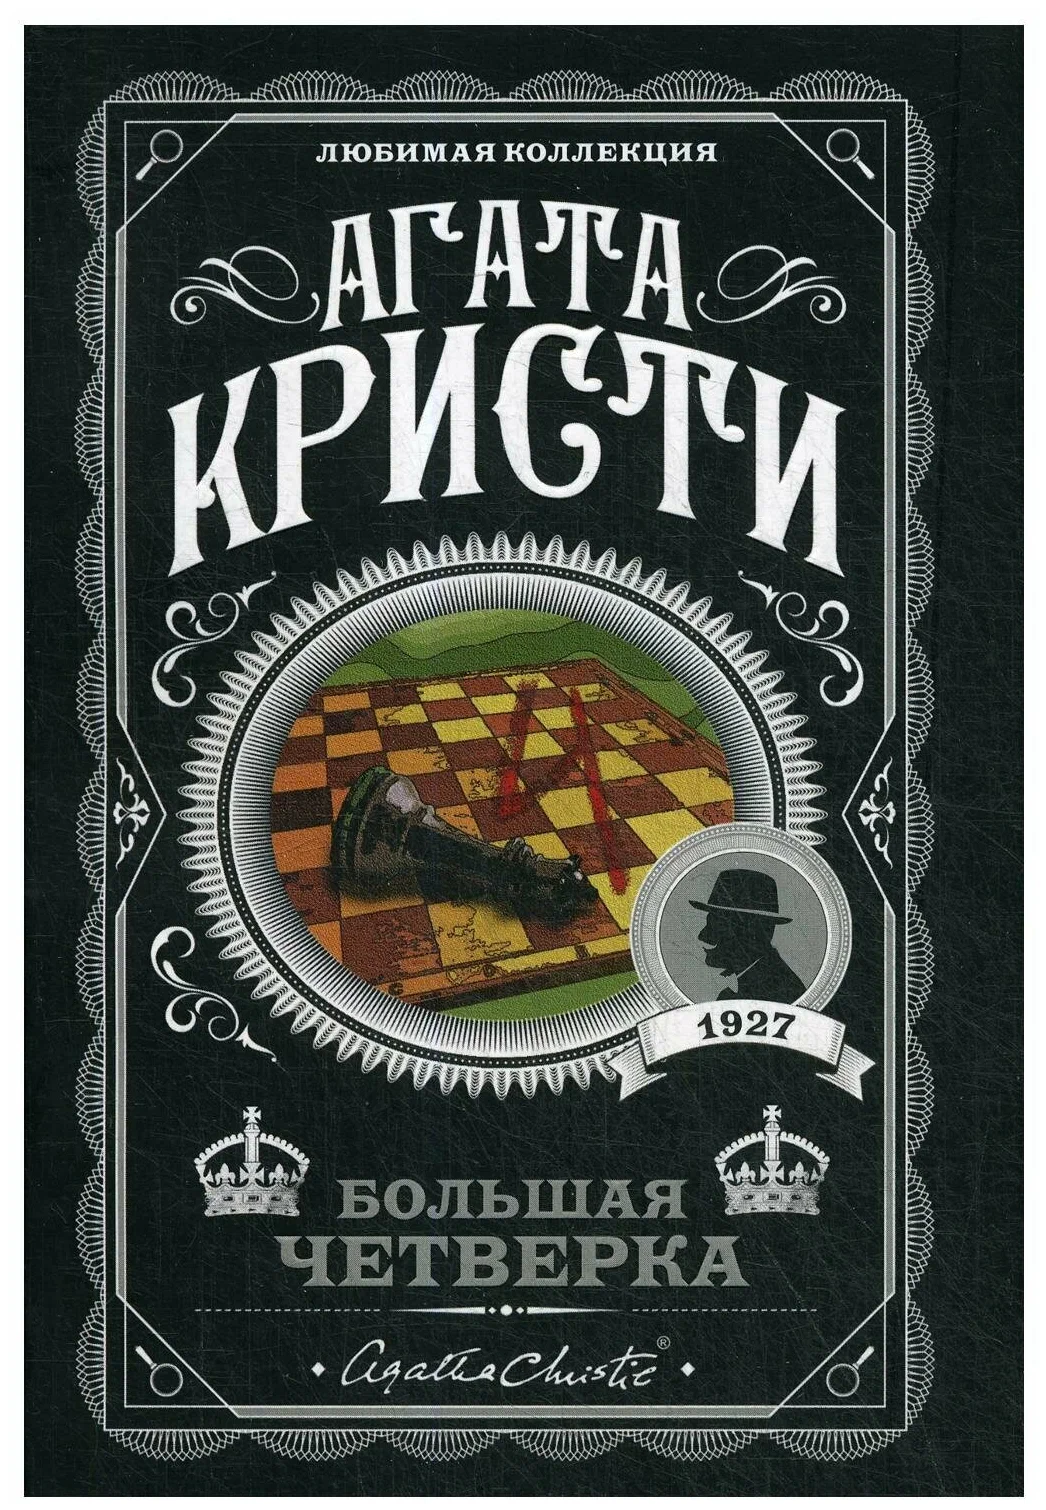 ЛЮБИМАЯ КОЛЛЕКЦИЯ
АГАТА
КРИСТИ
1927
БОЛЬШАЯ
ЧЕТВЕРКА
Agatha Christie®